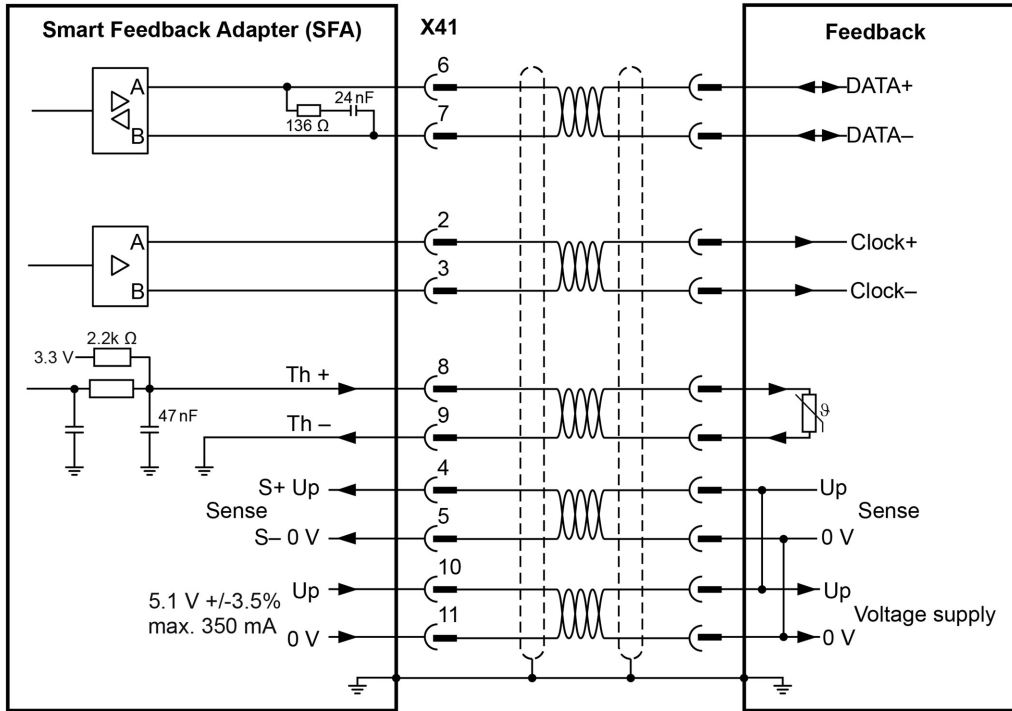 Smart Feedback Adapter (SFA)
X41
Feedback
A
B
136 Ω
24 nF
6
7
DATA+
DATA–
A
B
2
3
Clock+
Clock–
2.2k Ω
3.3 V
47 nF
Th +
Th –
8
9
ϑ
S+ Up
Sense
S– 0 V
4
5
Up
Sense
0 V
5.1 V +/-3.5%
max. 350 mA
Up
0 V
10
11
Up
Voltage supply
0 V